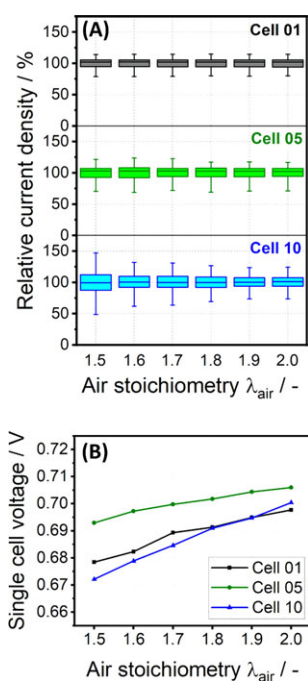 (A)
Cell 01
150
100
50
0
Cell 05
150
100
50
0
Cell 10
150
100
50
0
Relative current density / %
1.5 1.6 1.7 1.8 1.9 2.0
Air stoichiometry λair / -
(B)
0.72
0.71
0.70
0.69
0.68
0.67
0.66
Single cell voltage / V
Cell 01
Cell 05
Cell 10
1.5 1.6 1.7 1.8 1.9 2.0
Air stoichiometry λair / -